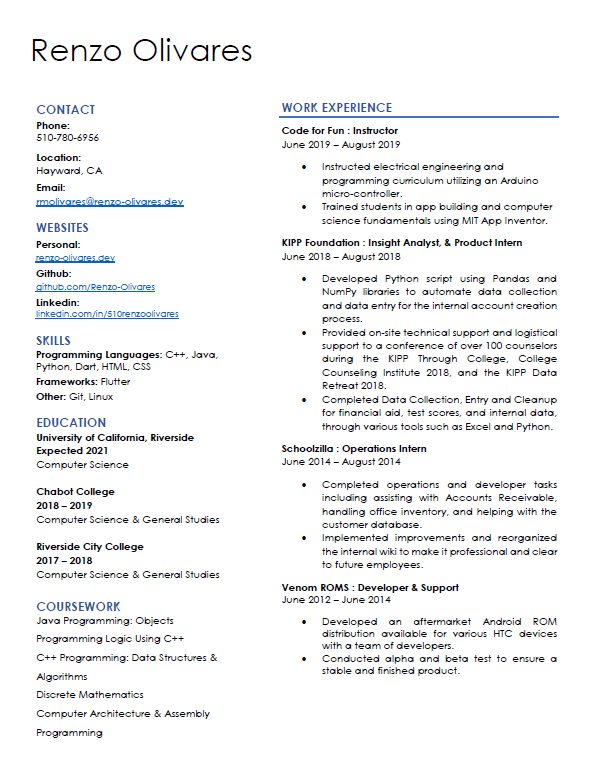 Renzo Olivares
CONTACT
Phone:
510-780-6956
Location:
Hayward, CA
Email:
rmolivares@renzo-olivares.dev
WEBSITES
Personal:
renzo-olivares.dev
Github:
github.com/Renzo-Olivares
Linkedin:
linkedin.com/in/510renzoolivares
SKILLS
Programming Languages: C++, Java,
Python, Dart, HTML, CSS
Frameworks: Flutter
Other: Git, Linux
EDUCATION
University of California, Riverside
Expected 2021
Computer Science
Chabot College
2018 – 2019
Computer Science & General Studies
Riverside City College
2017 – 2018
Computer Science & General Studies
COURSEWORK
Java Programming: Objects
Programming Logic Using C++
C++ Programming: Data Structures &
Algorithms
Discrete Mathematics
Computer Architecture & Assembly
Programming
WORK EXPERIENCE
Code for Fun : Instructor
June 2019 – August 2019
• Instructed electrical engineering and
programming curriculum utilizing an Arduino
micro-controller.
• Trained students in app building and computer
science fundamentals using MIT App Inventor.
KIPP Foundation : Insight Analyst, & Product Intern
June 2018 – August 2018
• Developed Python script using Pandas and
NumPy libraries to automate data collection
and data entry for the internal account creation
process.
• Provided on-site technical support and logistical
support to a conference of over 100 counselors
during the KIPP Through College, College
Counseling Institute 2018, and the KIPP Data
Retreat 2018.
• Completed Data Collection, Entry and Cleanup
for financial aid, test scores, and internal data,
through various tools such as Excel and Python.
Schoolzilla : Operations Intern
June 2014 – August 2014
• Completed operations and developer tasks
including assisting with Accounts Receivable,
handling office inventory, and helping with the
customer database.
• Implemented improvements and reorganized
the internal wiki to make it professional and clear
to future employees.
Venom ROMS : Developer & Support
June 2012 – June 2014
• Developed an aftermarket Android ROM
distribution available for various HTC devices
with a team of developers.
• Conducted alpha and beta test to ensure a
stable and finished product.